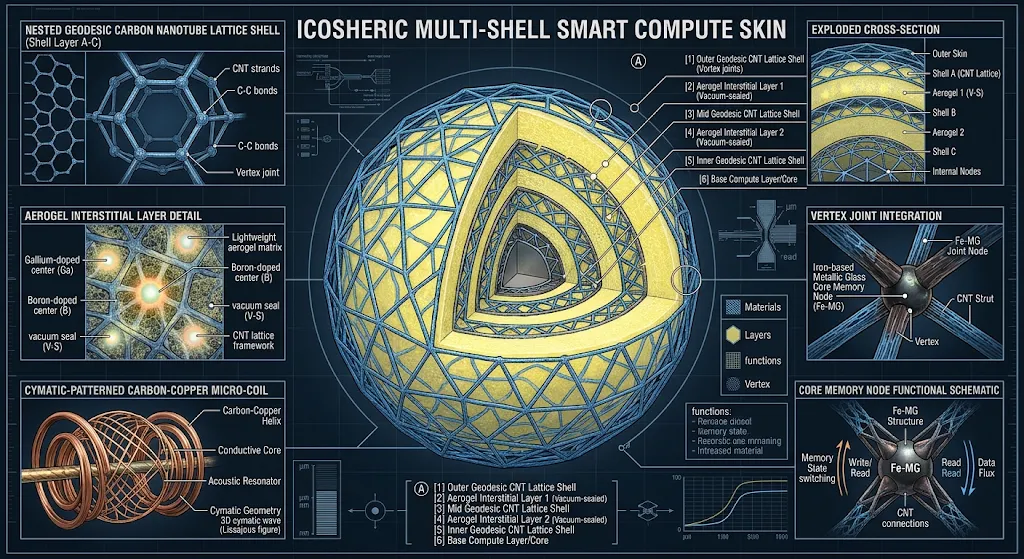 NESTED GEODESIC CARBON NANOTUBE LATTICE SHELL
(Shell Layer A-C)
CNT strands
C-C bonds
C-C bonds
Vertex joint
ICOSHERIC MULTI-SHELL SMART COMPUTE SKIN
A
[1] Outer Geodesic CNT Lattice Shell
(Vortex joints)
[2] Aerogel Interstitial Layer 1
(Vacuum-sealed)
[3] Mid Geodesic CNT Lattice Shell
[4] Aerogel Interstitial Layer 2
(Vacuum-sealed)
[5] Inner Geodesic CNT Lattice Shell
[6] Base Compute Layer/Core
EXPLODED CROSS-SECTION
Outer Skin
Shell A (CNT Lattice)
Aerogel 1 (V-S)
Shell B
Aerogel 2
Shell C
Internal Nodes
AEROGEL INTERSTITIAL LAYER DETAIL
Gallium-doped
center (Ga)
Boron-doped
center (B)
vacuum seal
(V-S)
Lightweight
aerogel matrix
Boron-doped
center (B)
vacuum seal
(V-S)
CNT lattice
framework
μm
read
Materials
Layers
functions
Vertex
VERTEX JOINT INTEGRATION
Fe-MG
Joint Node
Iron-based
Metallic Glass
Core Memory
Node
(Fe-MG)
CNT Strut
Vertex
CYMATIC-PATTERNED CARBON-COPPER MICRO-COIL
Carbon-Copper
Helix
Conductive Core
Acoustic Resonator
Cymatic Geometry
3D cymatic wave
(Lissajous figure)
μm
A
[1] Outer Geodesic CNT Lattice Shell
[2] Aerogel Interstitial Layer 1 (Vacuum-sealed)
[3] Mid Geodesic CNT Lattice Shell
[4] Aerogel Interstitial Layer 2 (Vacuum-sealed)
[5] Inner Geodesic CNT Lattice Shell
[6] Base Compute Layer/Core
functions:
100
CORE MEMORY NODE FUNCTIONAL SCHEMATIC
Fe-MG
Structure
Memory
State
switching
Write/
Read
Fe-MG
Read
Read
Data
Flux
CNT
connections